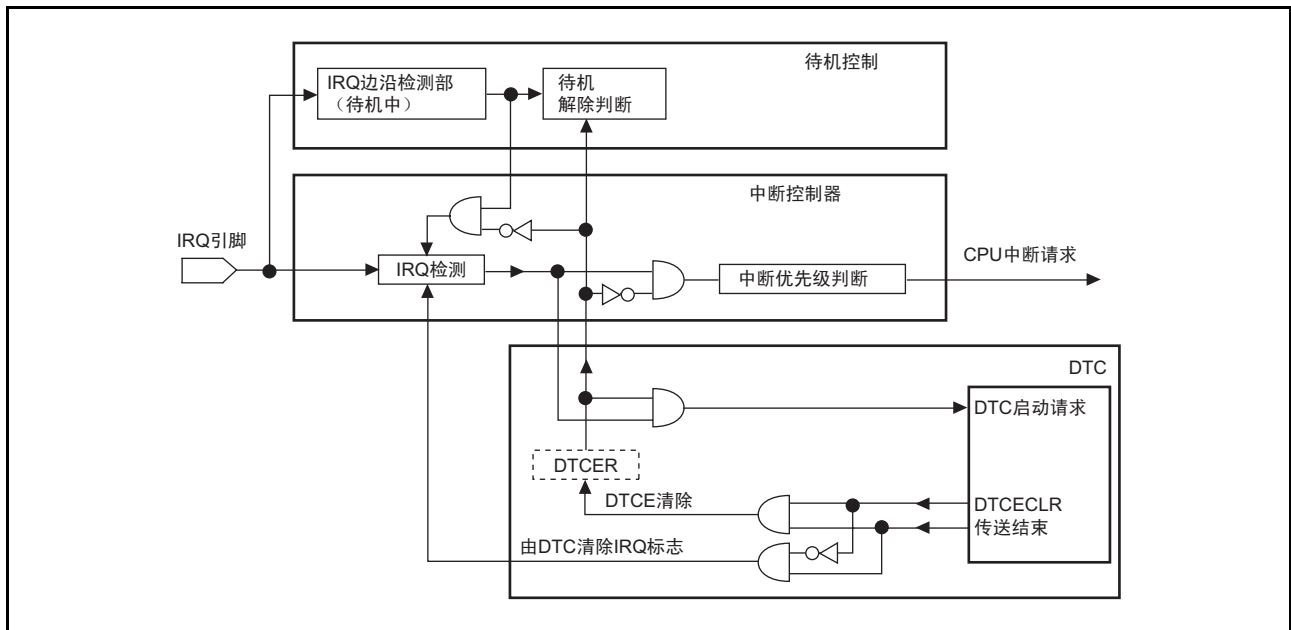 待机控制
IRQ边沿检测部
（待机中）
待机
解除判断
中断控制器
IRQ引脚
IRQ检测
中断优先级判断
CPU中断请求
DTC
DTC启动请求
DTCER
DTCE清除
DTCECLR
传送结束
由DTC清除IRQ标志